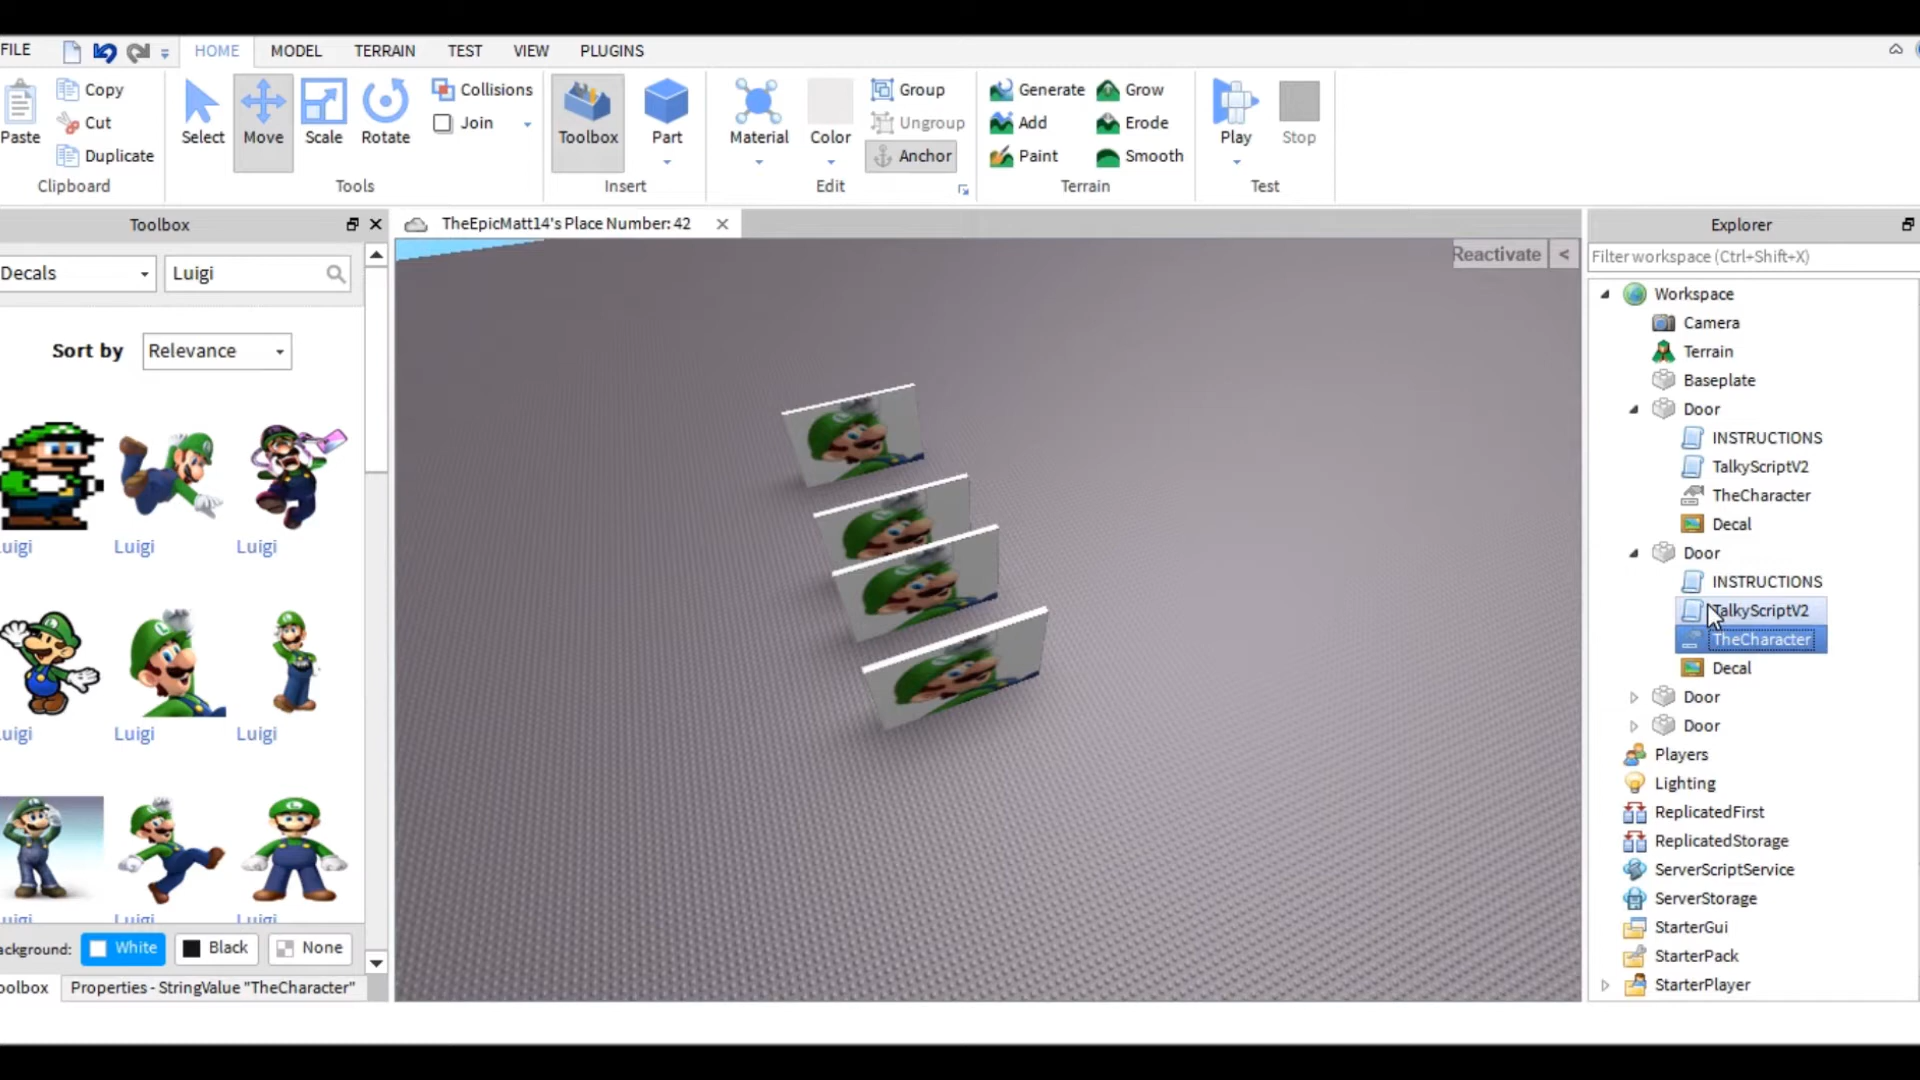 FILE
HOME
MODEL
TERRAIN
TEST
VIEW
PLUGINS
Paste
Copy
Cut
Duplicate
Clipboard
Select
Move
Scale
Rotate
Collisions
Join
Tools
Toolbox
Part
Insert
Material
Color
Group
Ungroup
Anchor
Edit
Generate
Add
Paint
Grow
Erode
Smooth
Terrain
Play
Stop
Test
Toolbox
Decals
Luigi
Sort by
Relevance
uigi
Luigi
Luigi
uigi
Luigi
Luigi
uigi
Luigi
Luigi
ackground:
White
Black
None
oolbox
Properties - StringValue "TheCharacter"
TheEpicMatt14's Place Number: 42
Reactivate
<
Explorer
Filter workspace (Ctrl+Shift+X)
Workspace
Camera
Terrain
Baseplate
Door
INSTRUCTIONS
TalkyScriptV2
TheCharacter
Decal
Door
INSTRUCTIONS
TalkyScriptV2
TheCharacter
Decal
Door
Door
Players
Lighting
ReplicatedFirst
ReplicatedStorage
ServerScriptService
ServerStorage
StarterGui
StarterPack
StarterPlayer